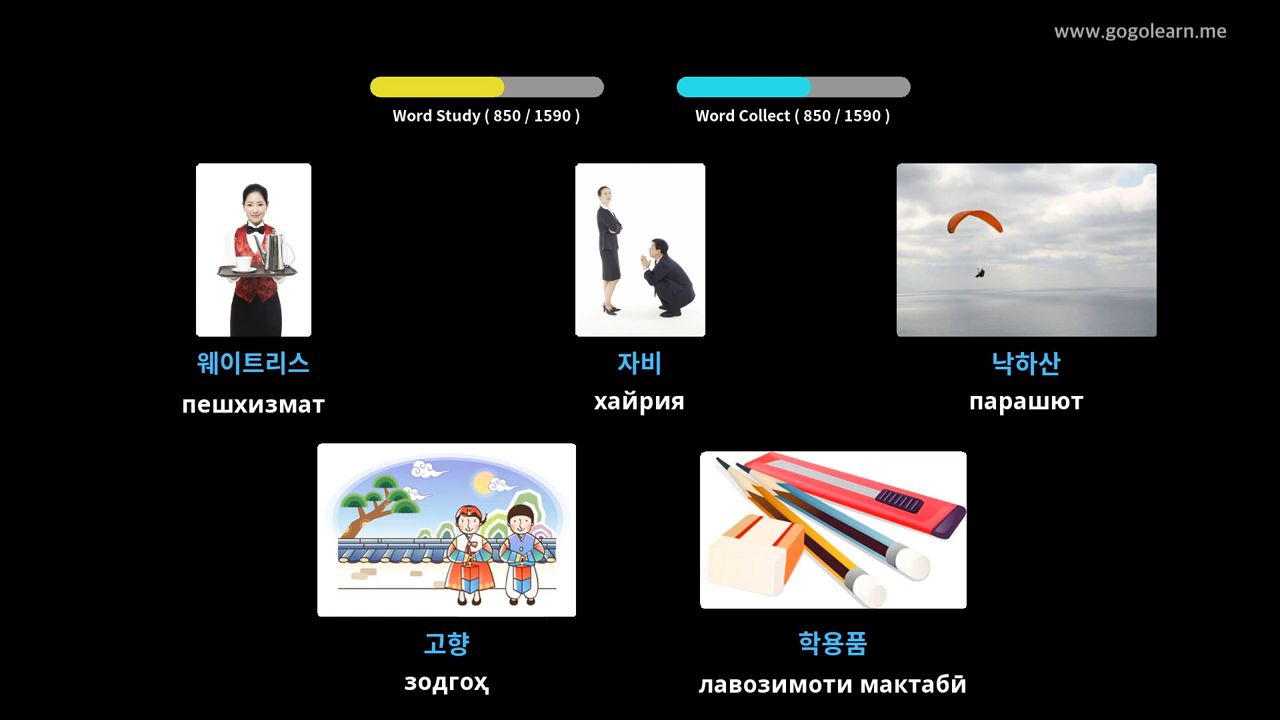 www.gogolearn.me
Word Study ( 850 / 1590 )
Word Collect ( 850 / 1590 )
웨이트리스
자비
낙하산
пешхизмат
хайрия
парашют
고향
학용품
зодгоҳ
лавозимоти мактабӣ